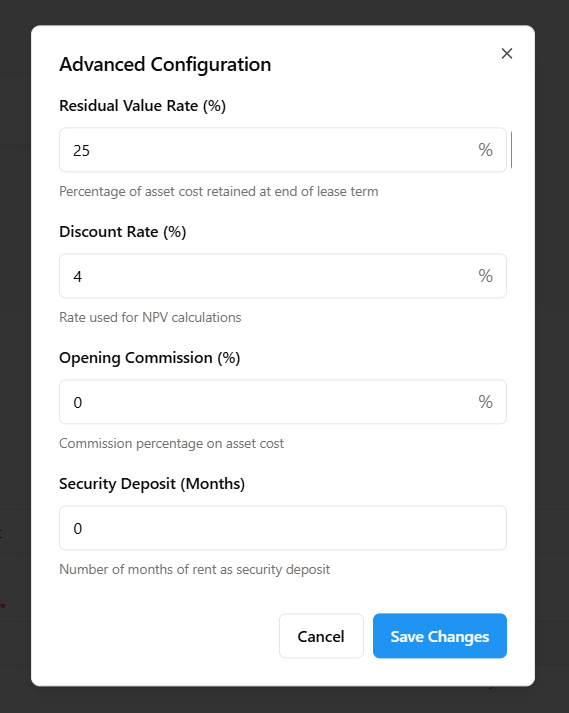 Advanced Configuration
Residual Value Rate (%)
25 %
Percentage of asset cost retained at end of lease term
Discount Rate (%)
4 %
Rate used for NPV calculations
Opening Commission (%)
0 %
Commission percentage on asset cost
Security Deposit (Months)
0
Number of months of rent as security deposit
*
Cancel Save Changes